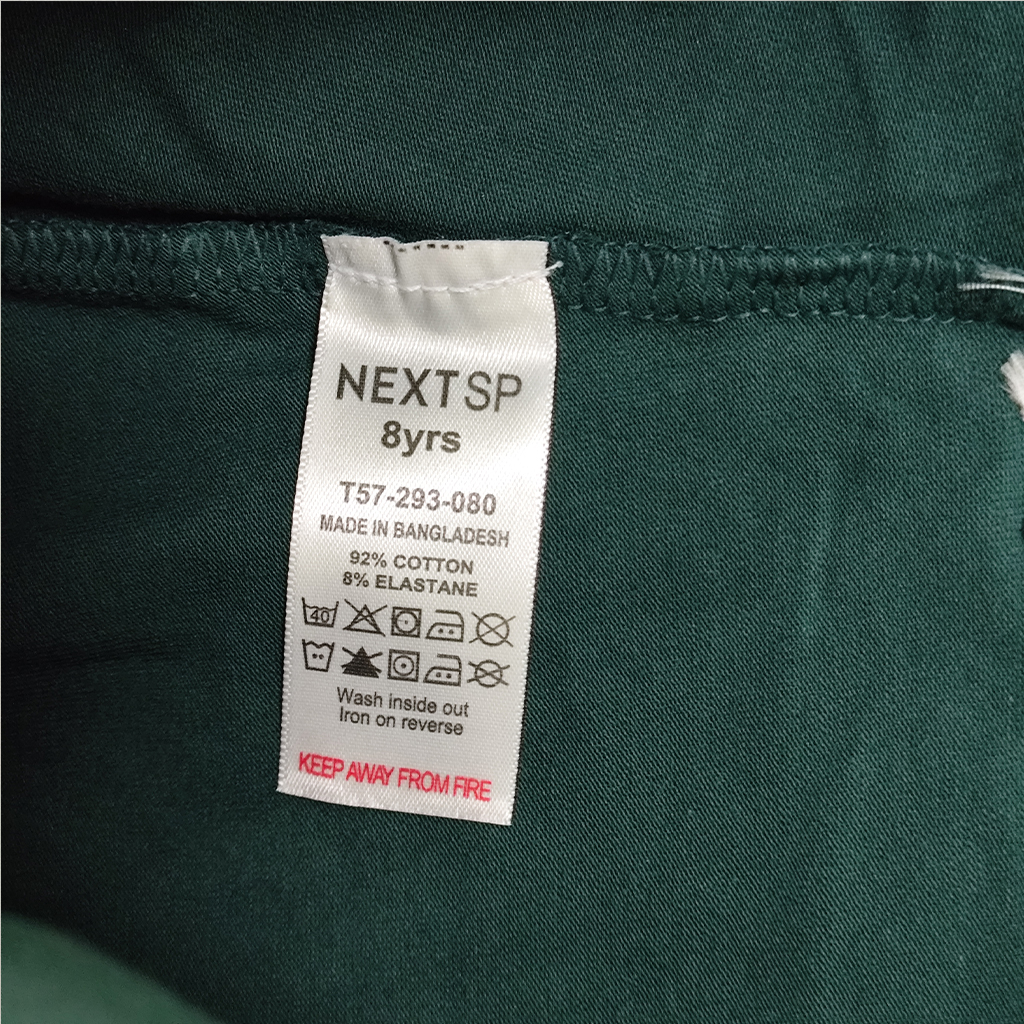 NEXT SP
8yrs
T57-293-080
MADE IN BANGLADESH
92% COTTON
8% ELASTANE
40
Wash inside out
Iron on reverse
KEEP AWAY FROM FIRE